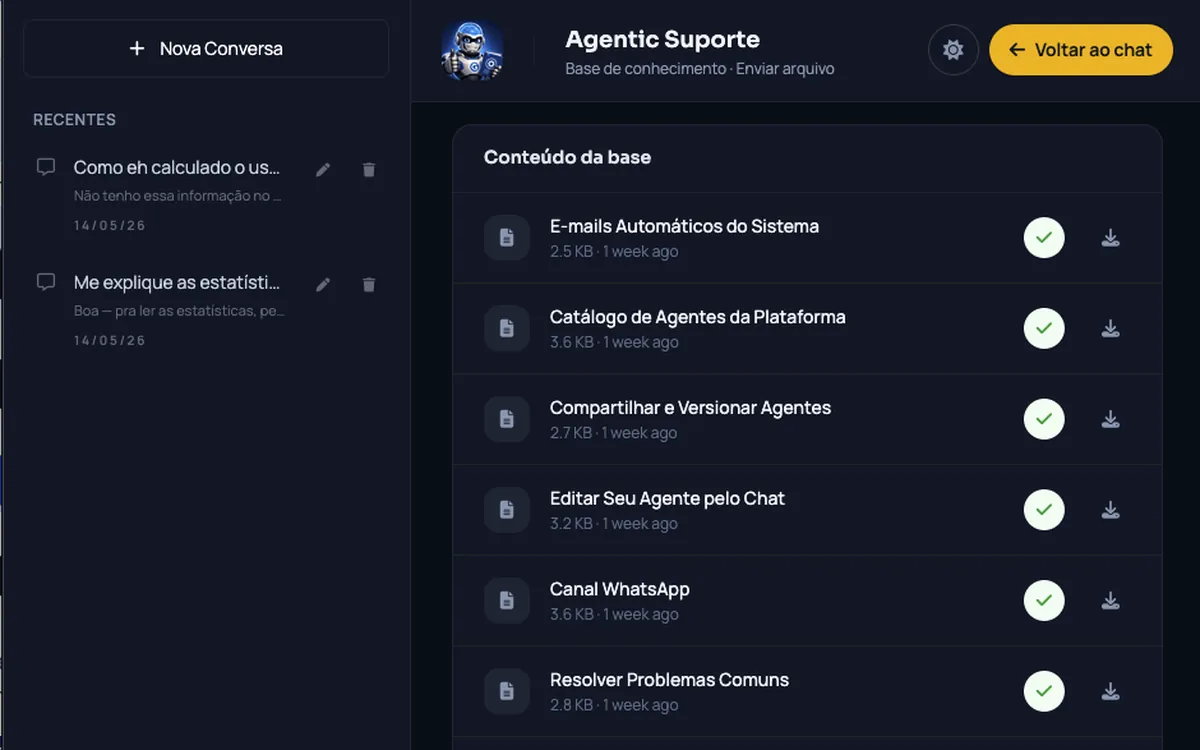 Nova Conversa
RECENTES
Como eh calculado o us...
Não tenho essa informação no ...
14/05/26
Me explique as estatísti...
Boa — pra ler as estatísticas, pe...
14/05/26
Agentic Suporte
Base de conhecimento · Enviar arquivo
Voltar ao chat
Conteúdo da base
E-mails Automáticos do Sistema
2.5 KB · 1 week ago
Catálogo de Agentes da Plataforma
3.6 KB · 1 week ago
Compartilhar e Versionar Agentes
2.7 KB · 1 week ago
Editar Seu Agente pelo Chat
3.2 KB · 1 week ago
Canal WhatsApp
3.6 KB · 1 week ago
Resolver Problemas Comuns
2.8 KB · 1 week ago